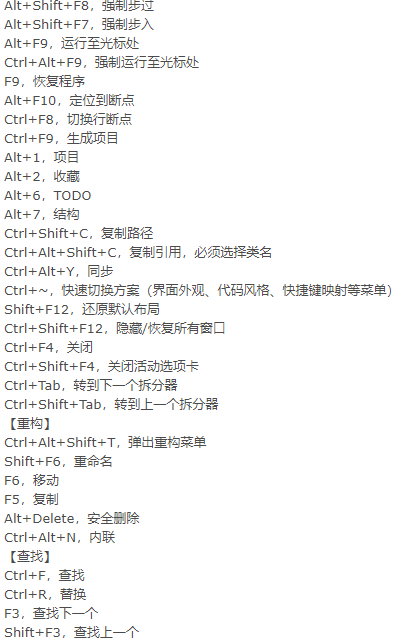 Alt+Shift+F8，强制步过
Alt+Shift+F7，强制步入
Alt+F9，运行至光标处
Ctrl+Alt+F9，强制运行至光标处
F9，恢复程序
Alt+F10，定位到断点
Ctrl+F8，切换行断点
Ctrl+F9，生成项目
Alt+1，项目
Alt+2，收藏
Alt+6，TODO
Alt+7，结构
Ctrl+Shift+C，复制路径
Ctrl+Alt+Shift+C，复制引用，必须选择类名
Ctrl+Alt+Y，同步
Ctrl+~，快速切换方案（界面外观、代码风格、快捷键映射等菜单）
Shift+F12，还原默认布局
Ctrl+Shift+F12，隐藏/恢复所有窗口
Ctrl+F4，关闭
Ctrl+Shift+F4，关闭活动选项卡
Ctrl+Tab，转到下一个拆分器
Ctrl+Shift+Tab，转到上一个拆分器
【重构】
Ctrl+Alt+Shift+T，弹出重构菜单
Shift+F6，重命名
F6，移动
F5，复制
Alt+Delete，安全删除
Ctrl+Alt+N，内联
【查找】
Ctrl+F，查找
Ctrl+R，替换
F3，查找下一个
Shift+F3，查找上一个